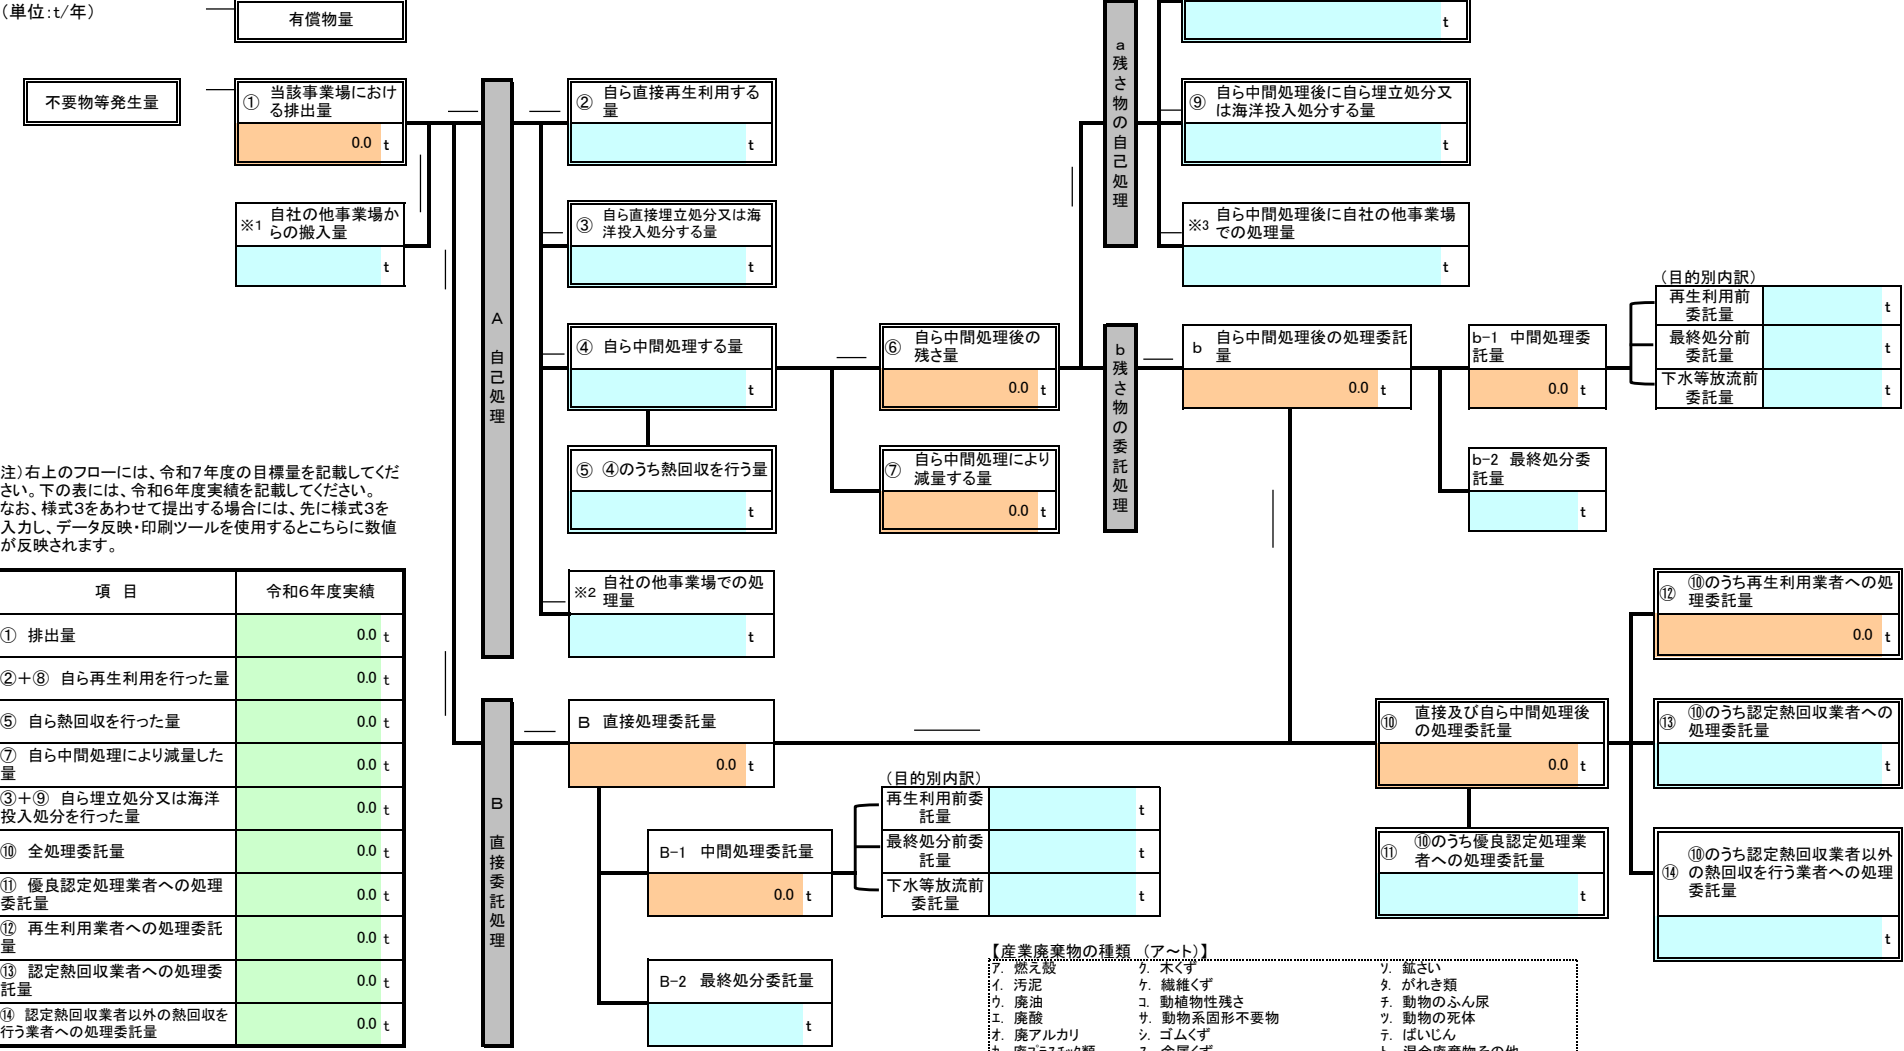 (単位:t/年)
有償物量
t
不要物等発生量
① 当該事業場におけ
る排出量
0.0 t
※1 自社の他事業場か
らの搬入量
t
A 自己処理
② 自ら直接再生利用する
量
t
③ 自ら直接埋立処分又は海
洋投入処分する量
t
④ 自ら中間処理する量
t
⑤ ④のうち熱回収を行う量
t
※2 自社の他事業場での処
理量
t
⑥ 自ら中間処理後の
残さ量
0.0 t
⑦ 自ら中間処理により
減量する量
0.0 t
a残さ物の自己処理
⑨ 自ら中間処理後に自ら埋立処分又
は海洋投入処分する量
t
※3 自ら中間処理後に自社の他事業場
での処理量
t
b残さ物の委託処理
b 自ら中間処理後の処理委託
量
0.0 t
b-1 中間処理委
託量
0.0 t
b-2 最終処分委
託量
t
(目的別内訳)
再生利用前
委託量
t
最終処分前
委託量
t
下水等放流前
委託量
t
注)右上のフローには、令和7年度の目標量を記載してくだ
さい。下の表には、令和6年度実績を記載してください。
なお、様式3をあわせて提出する場合には、先に様式3を
入力し、データ反映・印刷ツールを使用するとこちらに数値
が反映されます。
項 目 令和6年度実績
① 排出量 0.0 t
②+⑧ 自ら再生利用を行った量 0.0 t
⑤ 自ら熱回収を行った量 0.0 t
⑦ 自ら中間処理により減量した
量 0.0 t
③+⑨ 自ら埋立処分又は海洋
投入処分を行った量 0.0 t
⑩ 全処理委託量 0.0 t
⑪ 優良認定処理業者への処理
委託量 0.0 t
⑫ 再生利用業者への処理委託
量 0.0 t
⑬ 認定熱回収業者への処理委
託量 0.0 t
⑭ 認定熱回収業者以外の熱回収を
行う業者への処理委託量 0.0 t
B 直接委託処理
B 直接処理委託量
0.0 t
B-1 中間処理委託量
0.0 t
B-2 最終処分委託量
t
(目的別内訳)
再生利用前委
託量
t
最終処分前委
託量
t
下水等放流前
委託量
t
⑩ 直接及び自ら中間処理後
の処理委託量
0.0 t
⑪ ⑩のうち優良認定処理業
者への処理委託量
t
⑫ ⑩のうち再生利用業者への処
理委託量
0.0 t
⑬ ⑩のうち認定熱回収業者への
処理委託量
t
⑭ ⑩のうち認定熱回収業者以外
の熱回収を行う業者への処理
委託量
t
【産業廃棄物の種類 (ア~ト)】
ア. 燃え殻 ク. 木くず ソ. 鉱さい
イ. 汚泥 ケ. 繊維くず タ. がれき類
ウ. 廃油 コ. 動植物性残さ チ. 動物のふん尿
エ. 廃酸 サ. 動物系固形不要物 ツ. 動物の死体
オ. 廃アルカリ シ. ゴムくず テ. ばいじん
カ. 廃プラスチック類 ス. 金属くず ト. 混合廃棄物その他